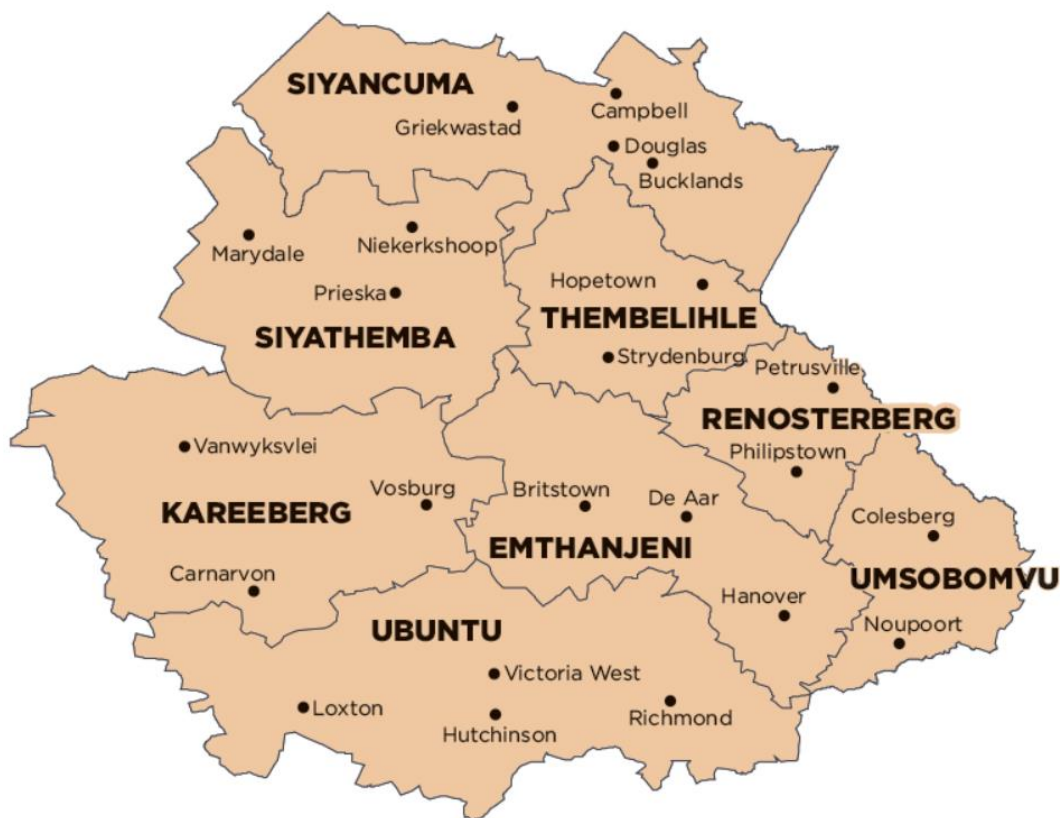 SIYANCUMA
Campbell
Griekwastad
Douglas
Bucklands
Marydale
Niekerkshoop
Prieska
Hopetown
THEMBELIHLE
SIYATHEMBA
Strydenburg
Petrusville
RENOSTERBERG
Vanwyksvlei
Philipstown
Vosburg
Britstown
De Aar
KAREEBERG
Colesberg
EMTHANJENI
Carnarvon
UMSOBOMVU
Hanover
UBUNTU
Noupoort
Victoria West
Loxton
Richmond
Hutchinson